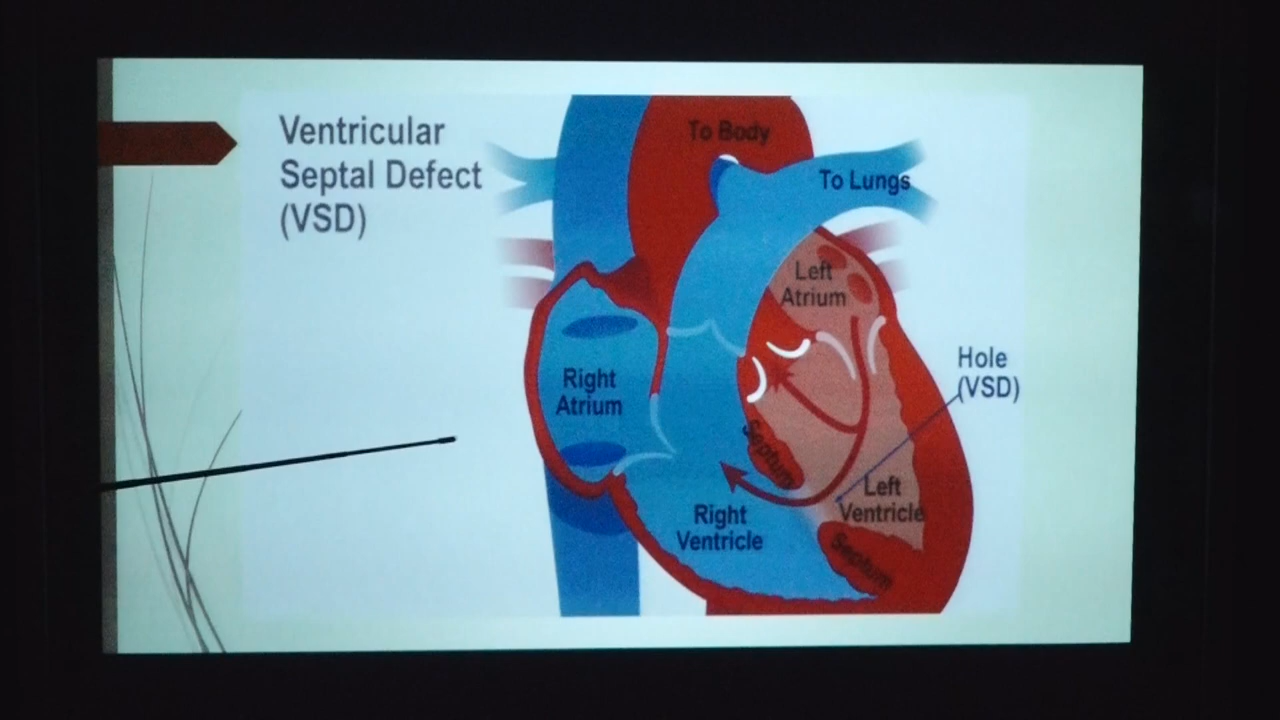 Ventricular
Septal Defect
(VSD)
To Body
To Lungs
Left
Atrium
Hole
(VSD)
Right
Atrium
Septum
Left
Ventricle
Right
Ventricle
Septum